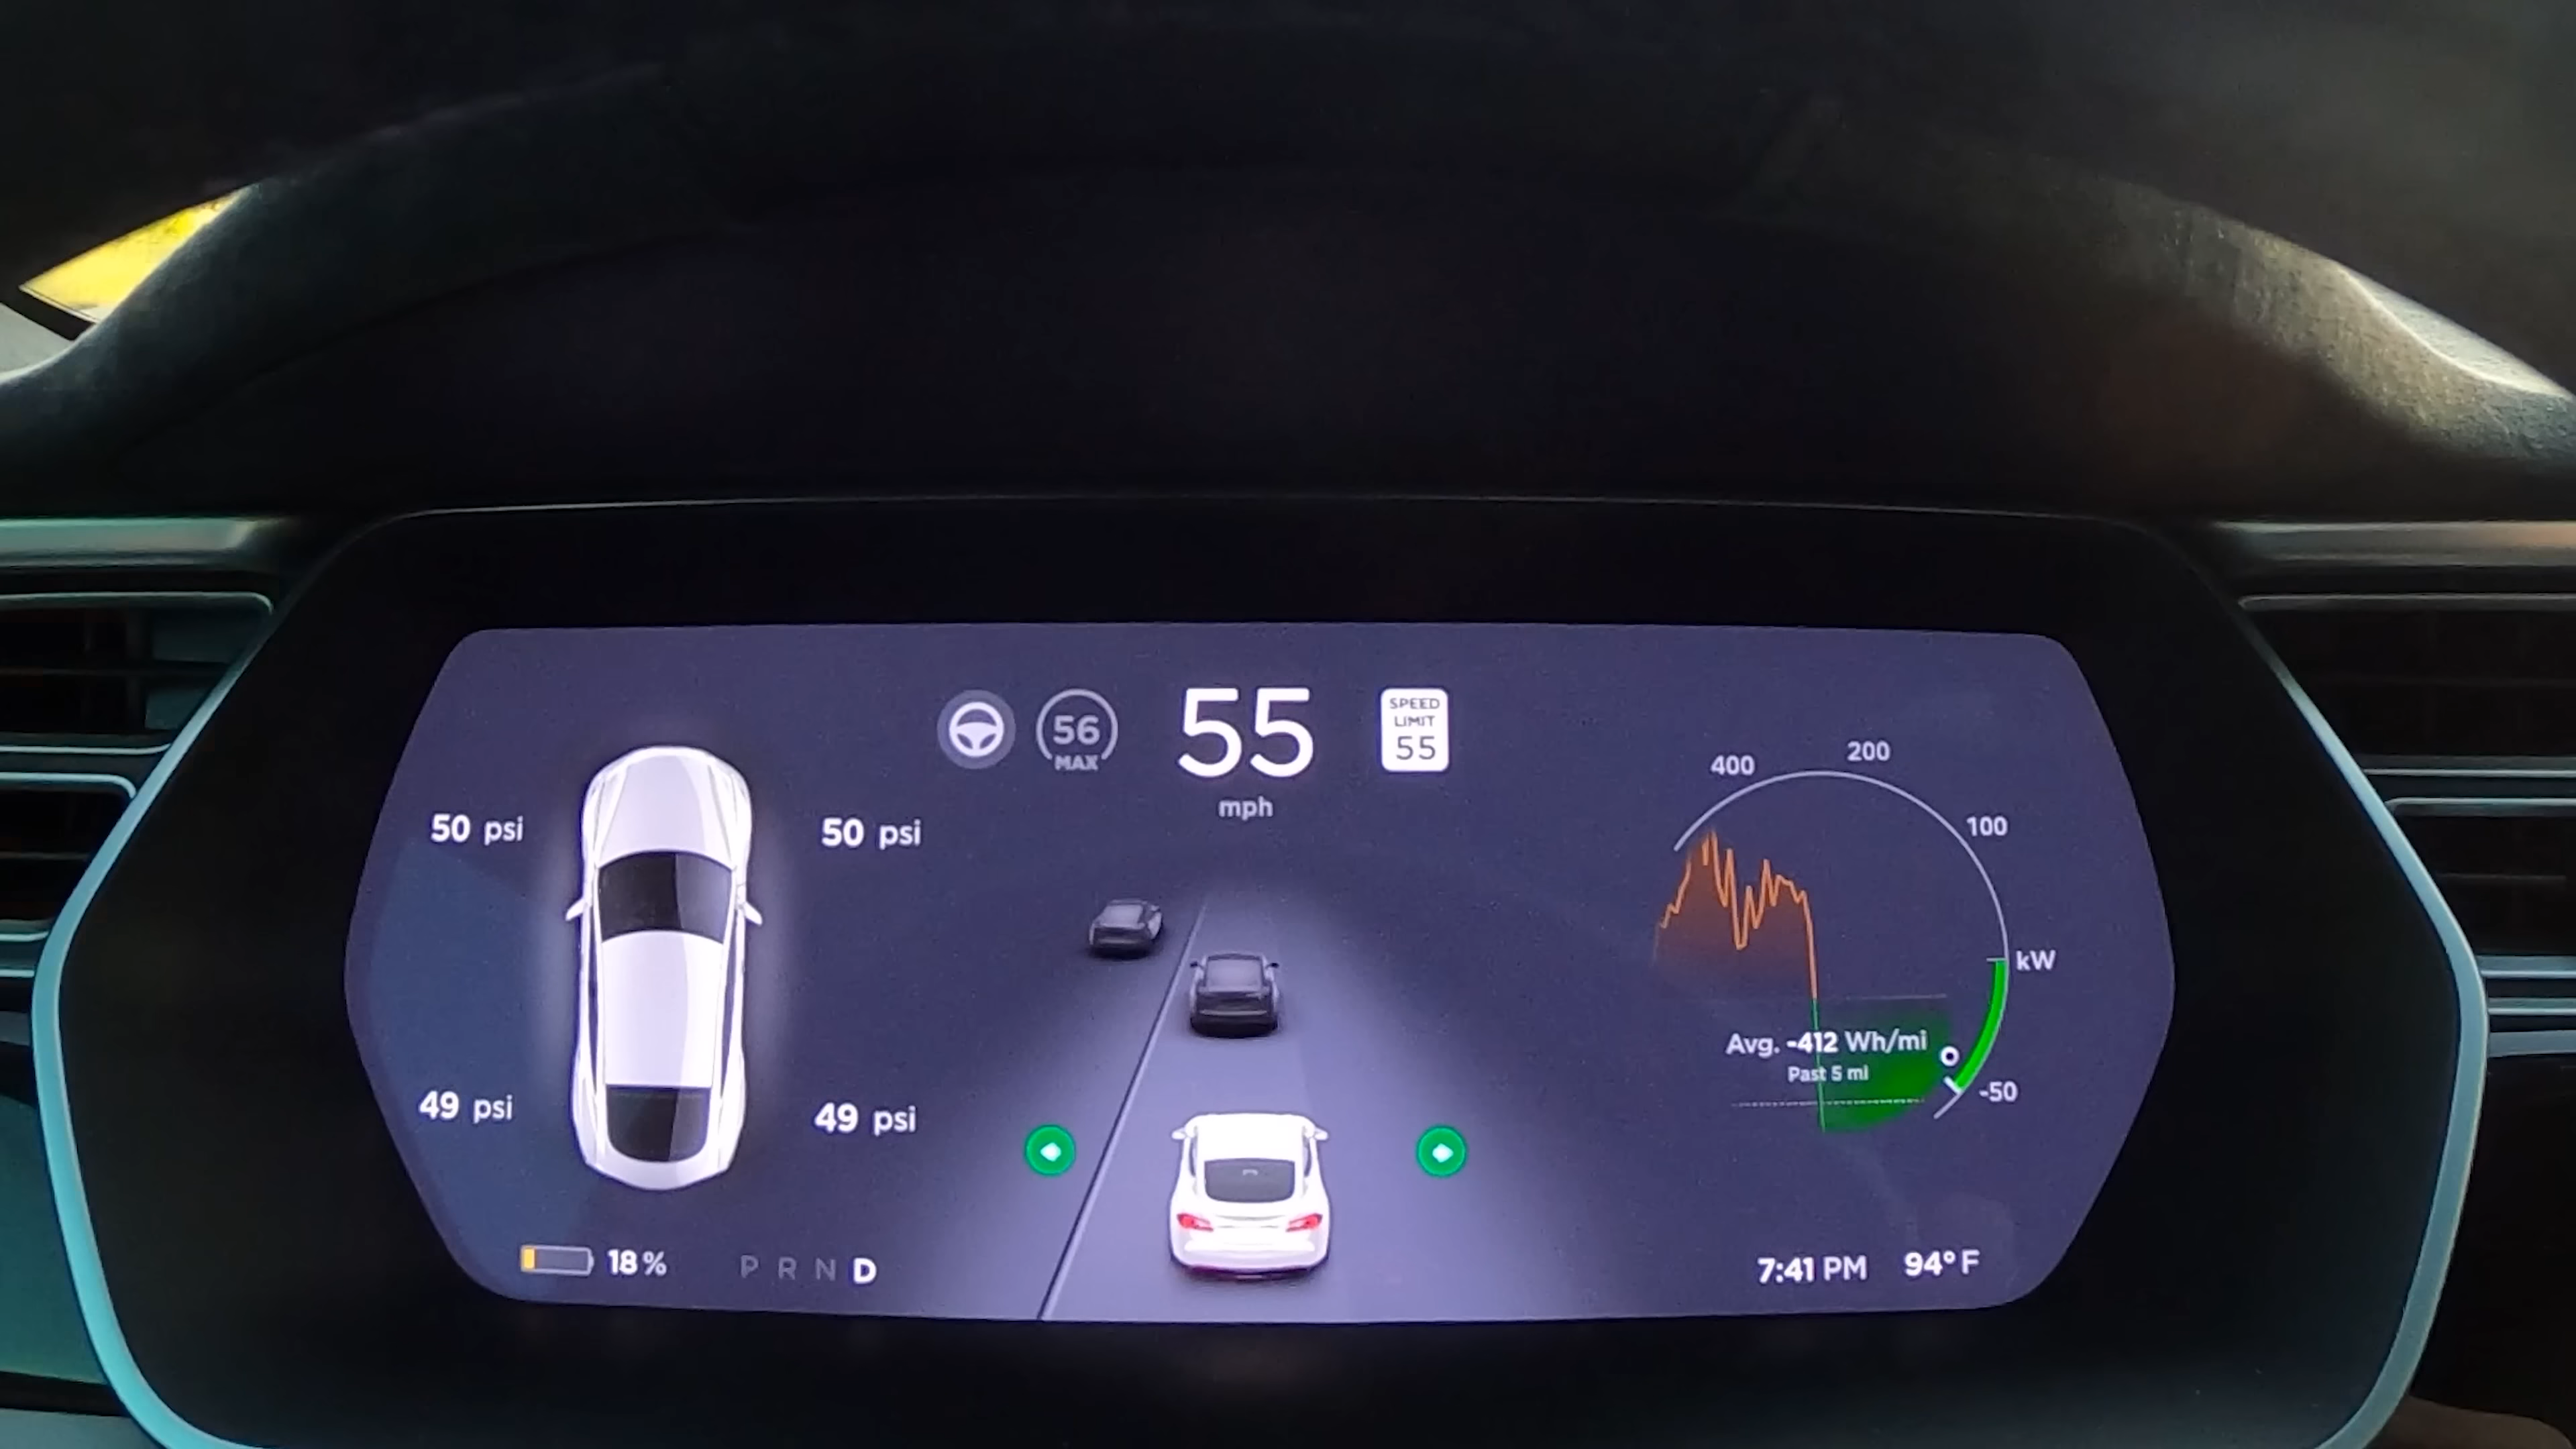 56
MAX
55
mph
SPEED
LIMIT
55
50 psi
50 psi
49 psi
49 psi
400
200
100
kW
-50
Avg. -412 Wh/mi
Past 5 mi
18%
P R N D
7:41 PM
94°F